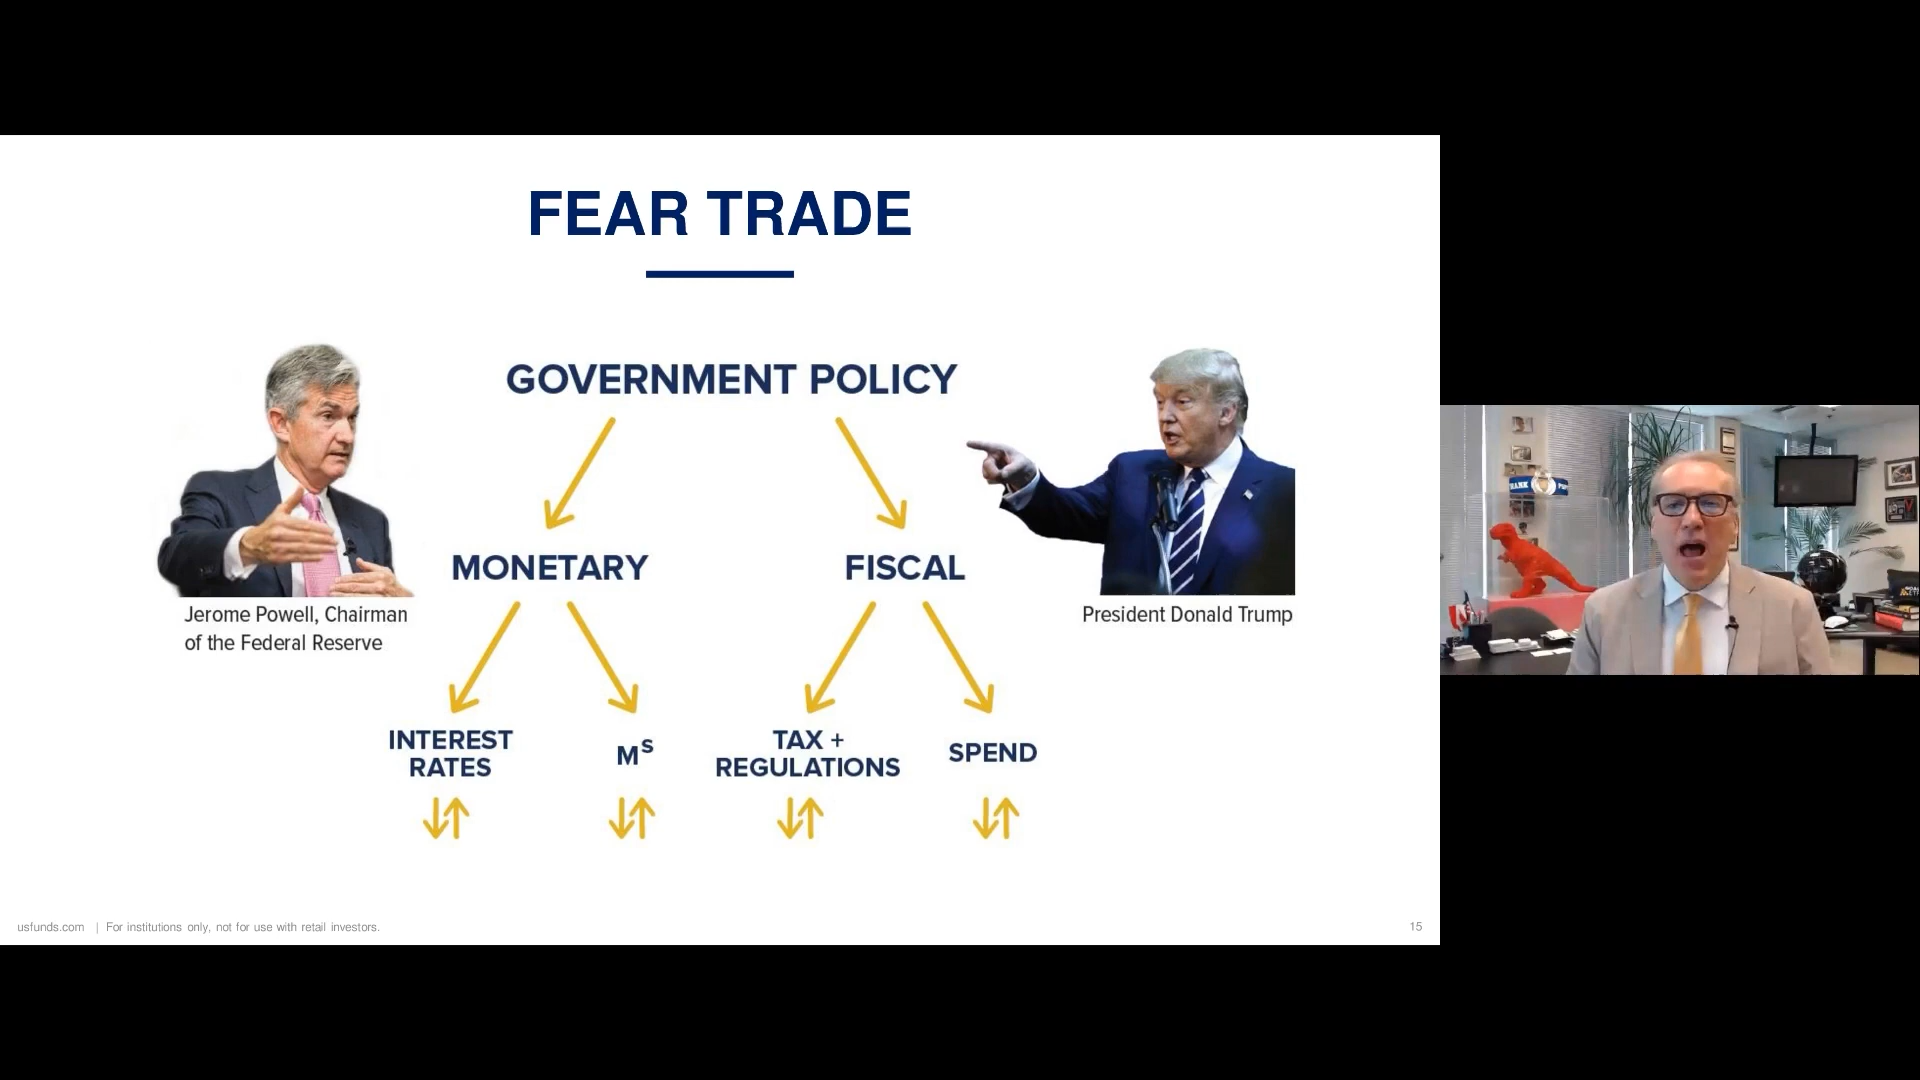 FEAR TRADE
GOVERNMENT POLICY
MONETARY
FISCAL
Jerome Powell, Chairman
of the Federal Reserve
President Donald Trump
INTEREST
RATES
Mˢ
TAX +
REGULATIONS
SPEND
usfunds.com | For institutions only, not for use with retail investors.
15